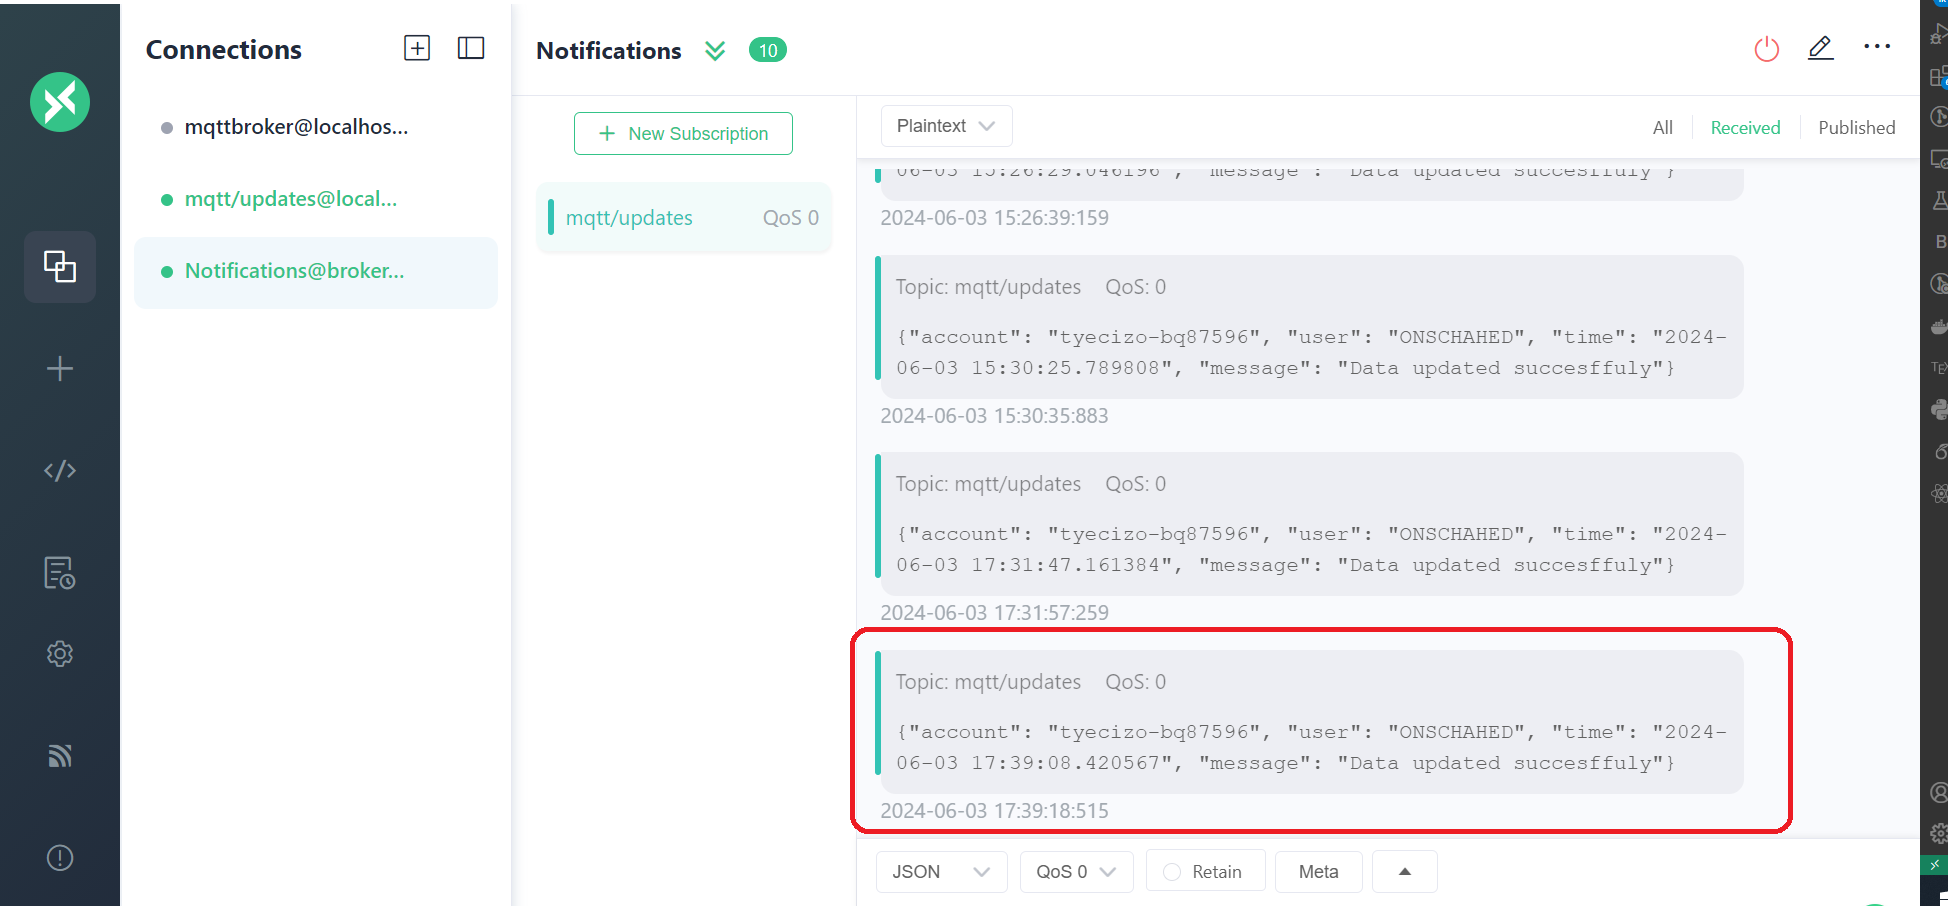 Connections
mqttbroker@localhos...
mqtt/updates@local...
Notifications@broker...
Notifications 10
+ New Subscription
mqtt/updates QoS 0
Plaintext
All Received Published
06-03 15:26:29.046196", "message": "Data updated succesffuly"}
2024-06-03 15:26:39:159
Topic: mqtt/updates QoS: 0
{"account": "tyecizo-bq87596", "user": "ONSCHAHED", "time": "2024-
06-03 15:30:25.789808", "message": "Data updated succesffuly"}
2024-06-03 15:30:35:883
Topic: mqtt/updates QoS: 0
{"account": "tyecizo-bq87596", "user": "ONSCHAHED", "time": "2024-
06-03 17:31:47.161384", "message": "Data updated succesffuly"}
2024-06-03 17:31:57:259
Topic: mqtt/updates QoS: 0
{"account": "tyecizo-bq87596", "user": "ONSCHAHED", "time": "2024-
06-03 17:39:08.420567", "message": "Data updated succesffuly"}
2024-06-03 17:39:18:515
JSON QoS 0 Retain Meta